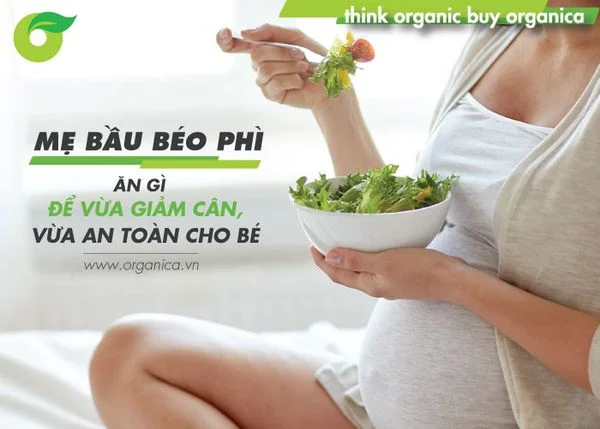 think organic buy organica
MẸ BẦU BÉO PHÌ
ĂN GÌ
ĐỂ VỪA GIẢM CÂN,
VỪA AN TOÀN CHO BÉ
www.organica.vn